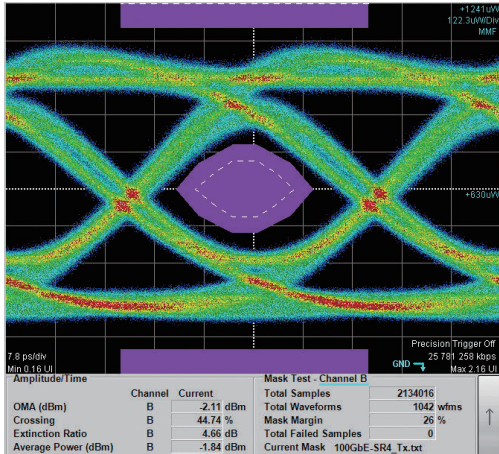 +1241uW
122.3uW/Div
MMF
+630uW
Precision Trigger Off
7.8 ps/div
GND
25 781 258 kbps
Min 0.16 UI
Max 2.16 UI
Amplitude/Time
Mask Test - Channel B
Channel Current
Total Samples 2134016
OMA (dBm) B -2.11 dBm
Total Waveforms 1042 wfms
Crossing B 44.74 %
Mask Margin 26 %
Extinction Ratio B 4.66 dB
Total Failed Samples 0
Average Power (dBm) B -1.84 dBm
Current Mask 100GbE-SR4_Tx.txt